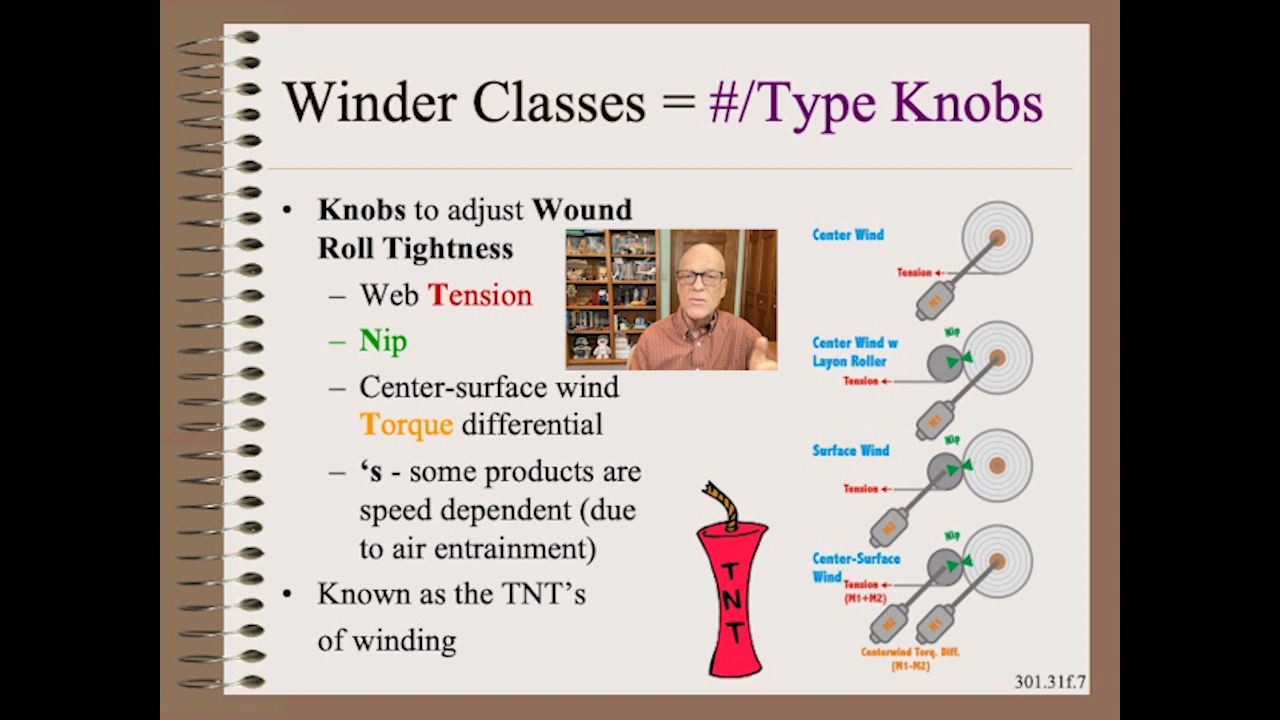 Winder Classes = #/Type Knobs
• Knobs to adjust Wound
Roll Tightness
– Web Tension
– Nip
– Center-surface wind
Torque differential
– ‘s - some products are
speed dependent (due
to air entrainment)
• Known as the TNT’s
of winding
TNT
Center Wind
Tension
M1
Nip
Center Wind w
Layon Roller
Tension
M1
Nip
Surface Wind
Tension
M2
Nip
Center-Surface
Wind
Tension
(M1+M2)
M2
M1
Centerwind Torq. Diff.
(M1-M2)
301.31f.7